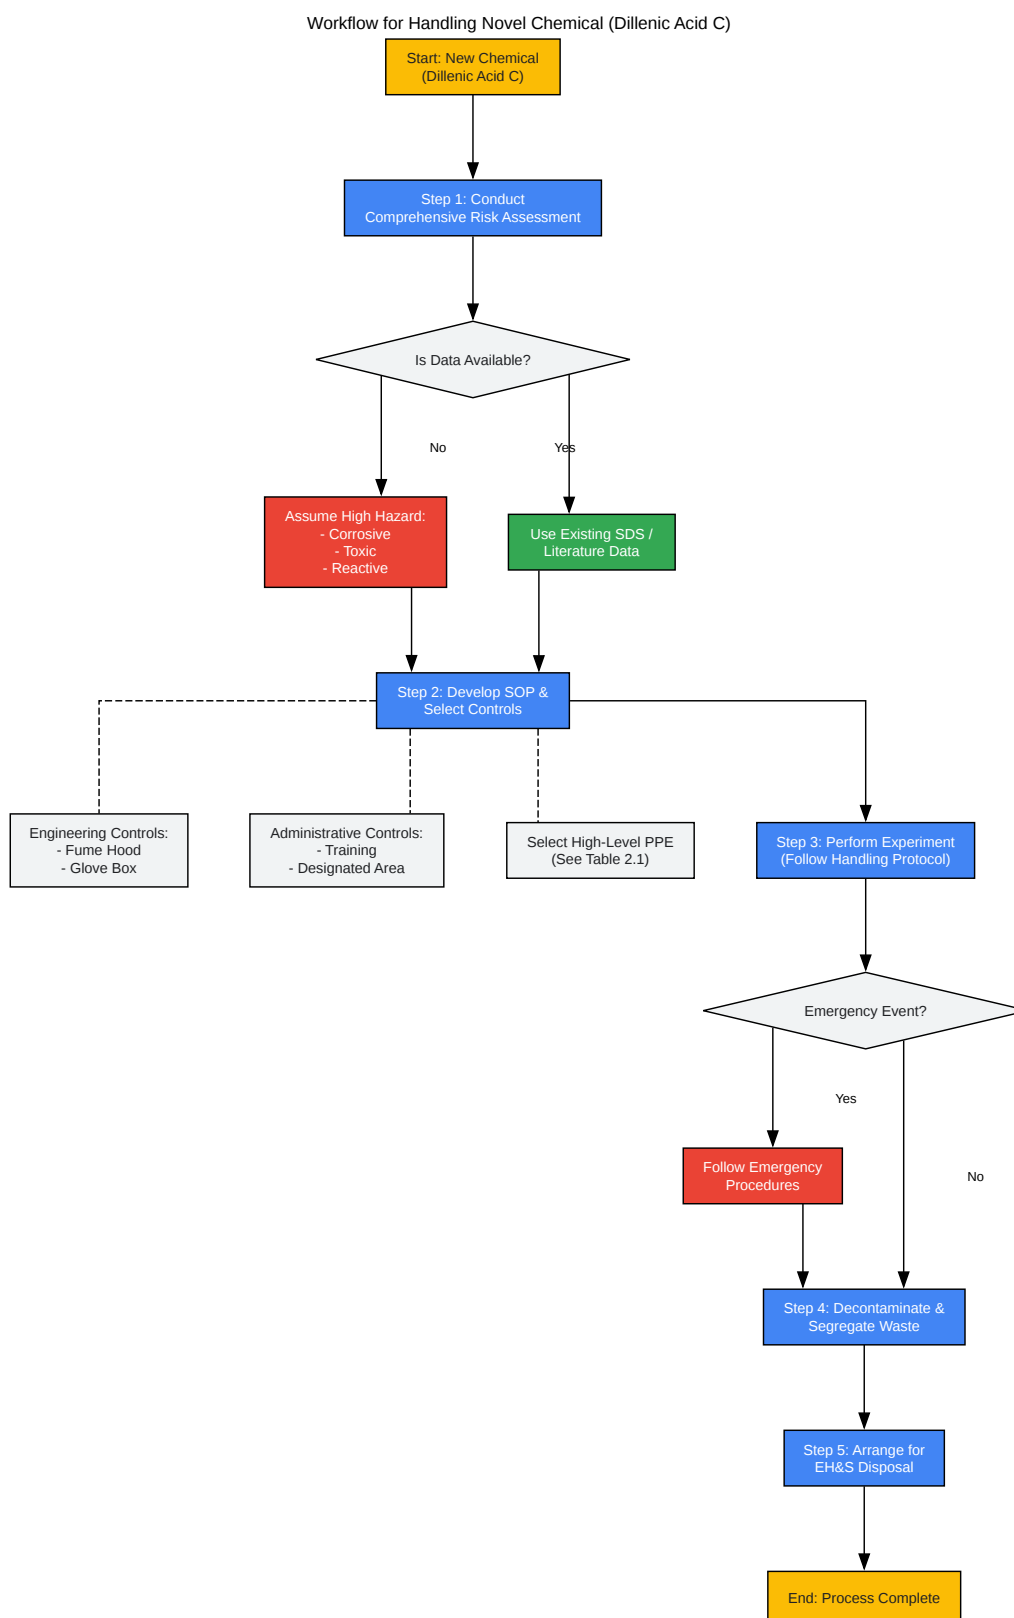 Workflow for Handling Novel Chemical (Dillenic Acid C)
Start: New Chemical
(Dillenic Acid C)
Step 1: Conduct
Comprehensive Risk Assessment
Is Data Available?
No
Yes
Assume High Hazard:
- Corrosive
- Toxic
- Reactive
Use Existing SDS /
Literature Data
Step 2: Develop SOP &
Select Controls
Engineering Controls:
- Fume Hood
- Glove Box
Administrative Controls:
- Training
- Designated Area
Select High-Level PPE
(See Table 2.1)
Step 3: Perform Experiment
(Follow Handling Protocol)
Emergency Event?
Yes
No
Follow Emergency
Procedures
Step 4: Decontaminate &
Segregate Waste
Step 5: Arrange for
EH&S Disposal
End: Process Complete